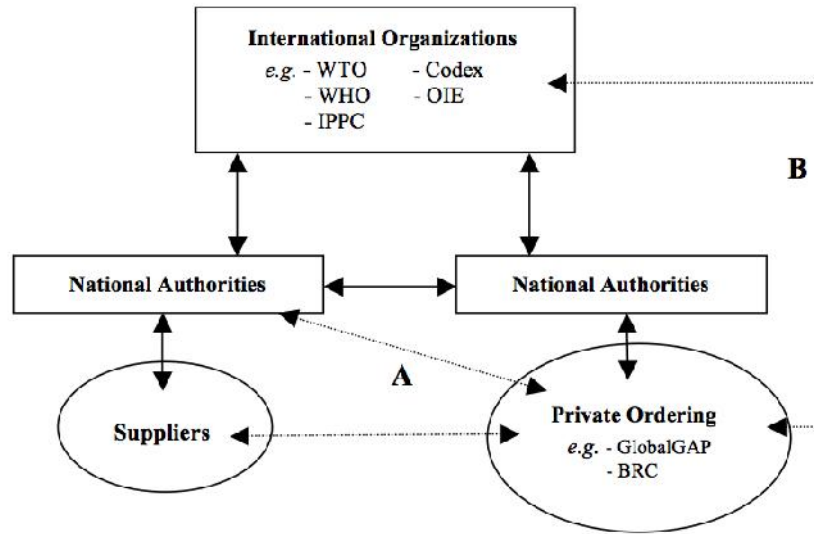 International Organizations
e.g. - WTO - Codex
- WHO - OIE
- IPPC
B
National Authorities
National Authorities
A
Suppliers
Private Ordering
e.g. - GlobalGAP
- BRC